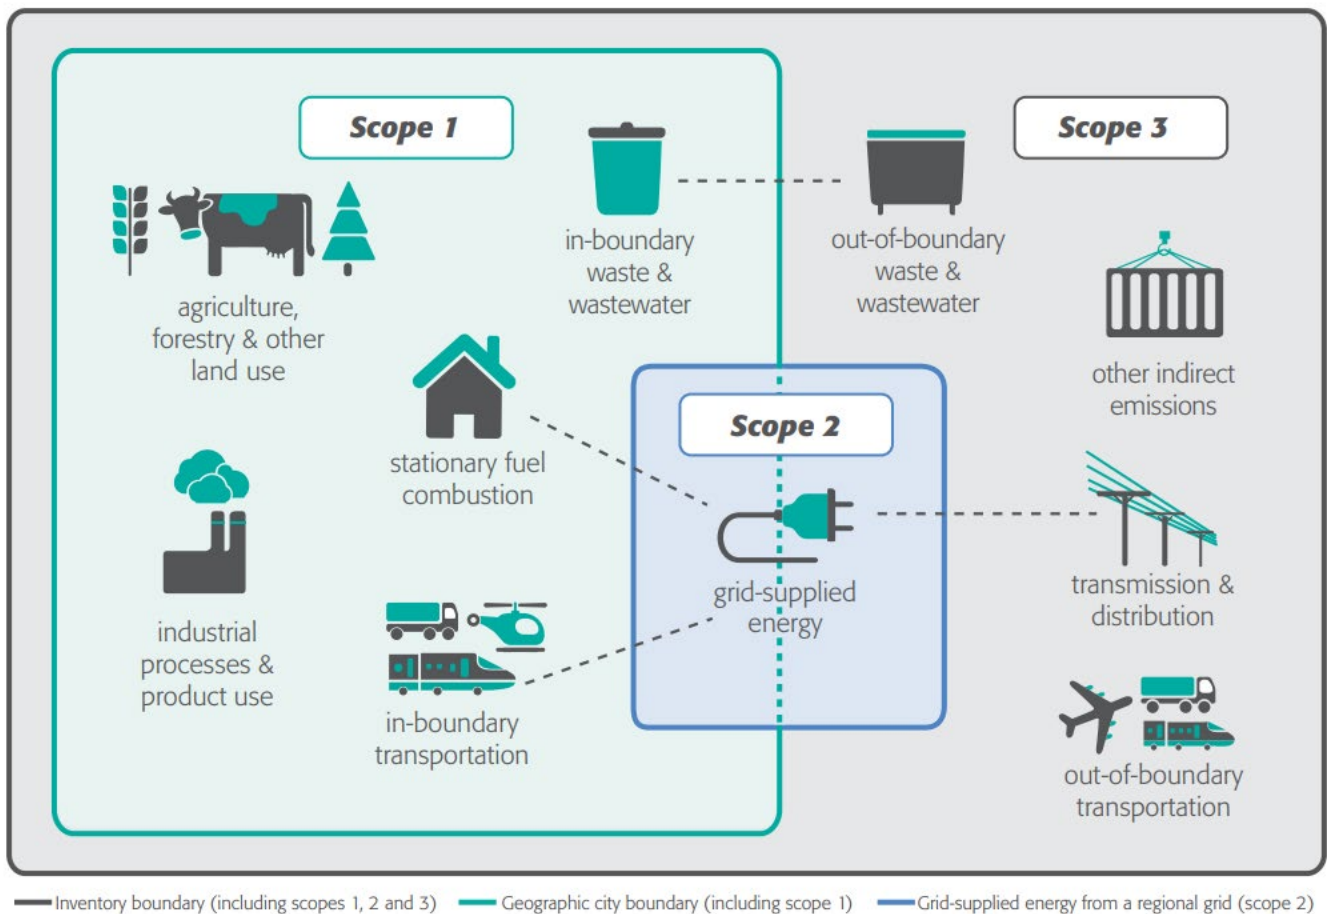 Scope 1
Scope 3
in-boundary
waste &
wastewater
out-of-boundary
waste &
wastewater
agriculture,
forestry & other
land use
other indirect
emissions
Scope 2
stationary fuel
combustion
grid-supplied
energy
transmission &
distribution
industrial
processes &
product use
in-boundary
transportation
out-of-boundary
transportation
Inventory boundary (including scopes 1, 2 and 3)
Geographic city boundary (including scope 1)
Grid-supplied energy from a regional grid (scope 2)